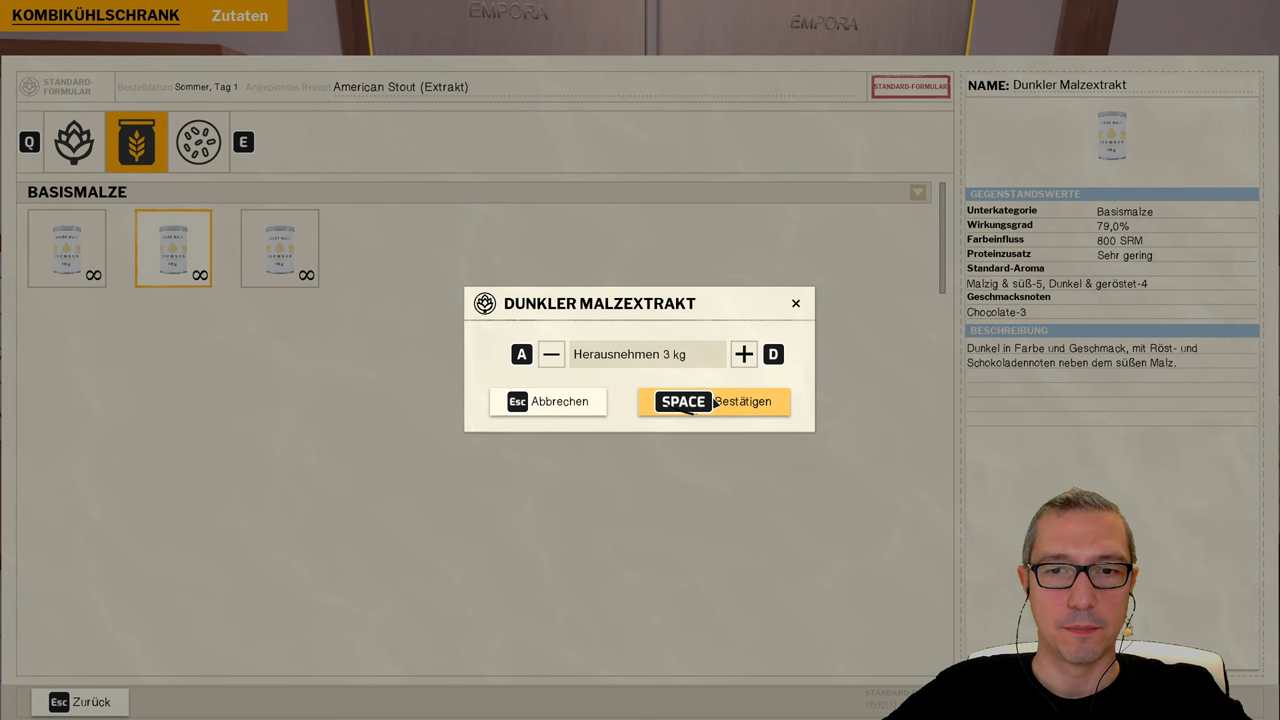 KOMBIKÜHLSCHRANK Zutaten
EMPORA
EMPORA
STANDARD-
FORMULAR
Bestelldatum Sommer, Tag 1 Angepinntes Rezept American Stout (Extrakt)
STANDARD-FORMULAR
Q
E
BASISMALZE
∞
∞
∞
NAME: Dunkler Malzextrakt
GEGENSTANDSWERTE
Unterkategorie Basismalze
Wirkungsgrad 79,0%
Farbeinfluss 800 SRM
Proteinzusatz Sehr gering
Standard-Aroma
Malzig & süß-5, Dunkel & geröstet-4
Geschmacksnoten
Chocolate-3
BESCHREIBUNG
Dunkel in Farbe und Geschmack, mit Röst- und
Schokoladennoten neben dem süßen Malz.
DUNKLER MALZEXTRAKT ×
A — Herausnehmen 3 kg + D
Esc Abbrechen
SPACE Bestätigen
Esc Zurück